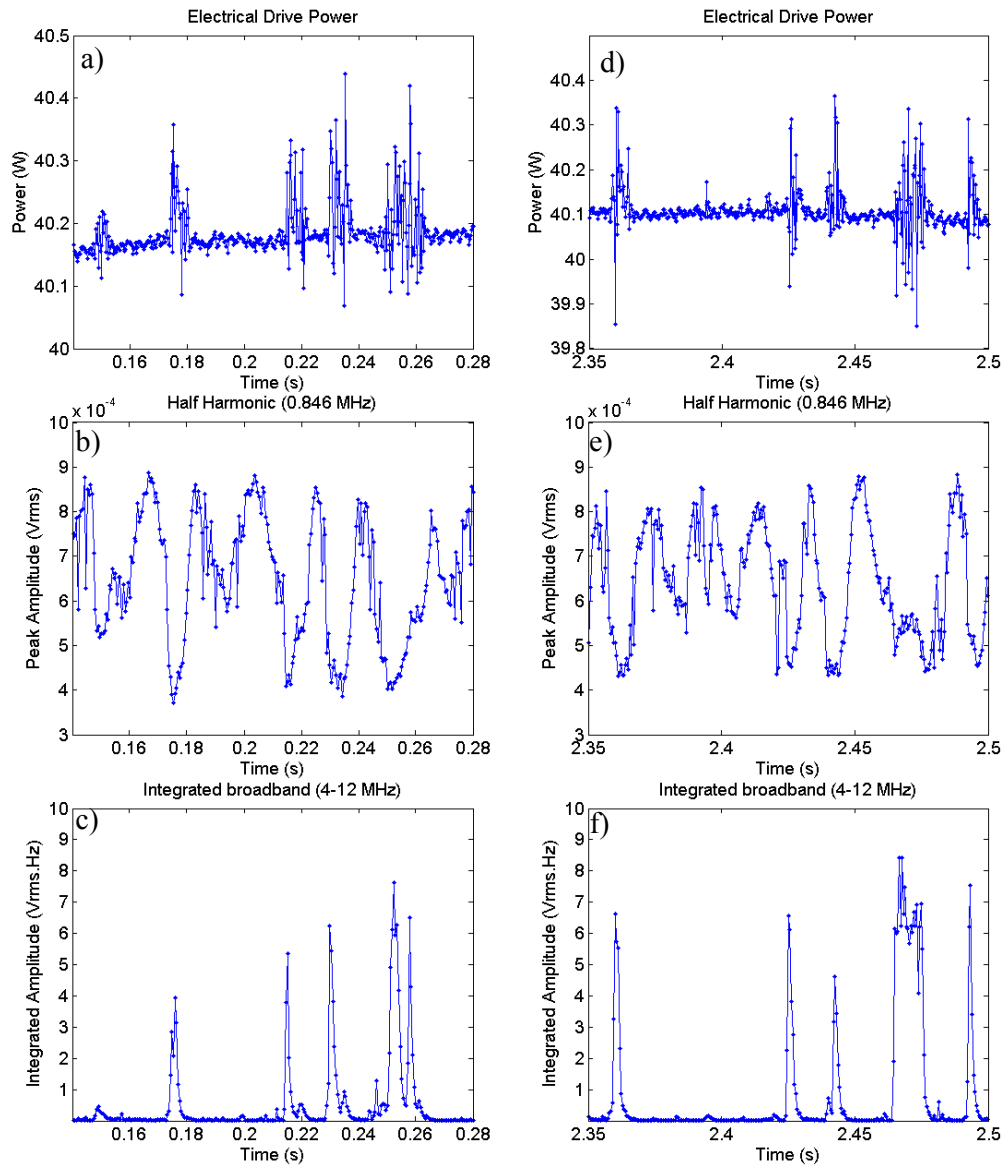 Electrical Drive Power
a)
40.5
40.4
40.3
40.2
40.1
40
Power (W)
0.16 0.18 0.2 0.22 0.24 0.26 0.28
Time (s)
Electrical Drive Power
d)
40.4
40.3
40.2
40.1
40
39.9
39.8
Power (W)
2.35 2.4 2.45 2.5
Time (s)
Half Harmonic (0.846 MHz)
x 10-4
b)
10
9
8
7
6
5
4
3
Peak Amplitude (Vrms)
0.16 0.18 0.2 0.22 0.24 0.26 0.28
Time (s)
Half Harmonic (0.846 MHz)
x 10-4
e)
10
9
8
7
6
5
4
3
Peak Amplitude (Vrms)
2.35 2.4 2.45 2.5
Time (s)
Integrated broadband (4-12 MHz)
c)
10
9
8
7
6
5
4
3
2
1
Integrated Amplitude (Vrms.Hz)
0.16 0.18 0.2 0.22 0.24 0.26 0.28
Time (s)
Integrated broadband (4-12 MHz)
f)
10
9
8
7
6
5
4
3
2
1
Integrated Amplitude (Vrms.Hz)
2.35 2.4 2.45 2.5
Time (s)